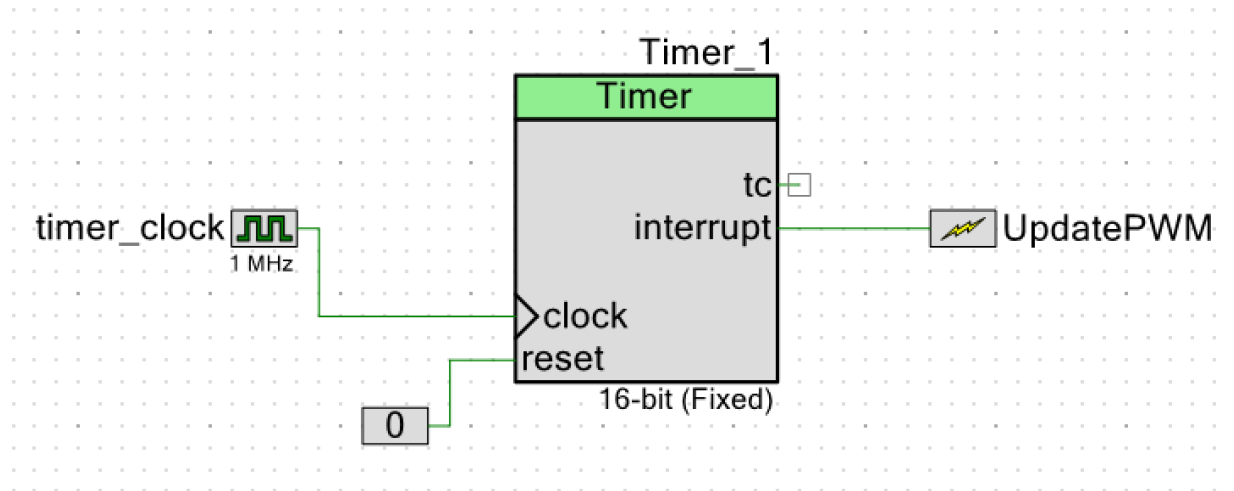 Timer_1
Timer
tc
timer_clock
interrupt
UpdatePWM
1 MHz
clock
reset
16-bit (Fixed)
0